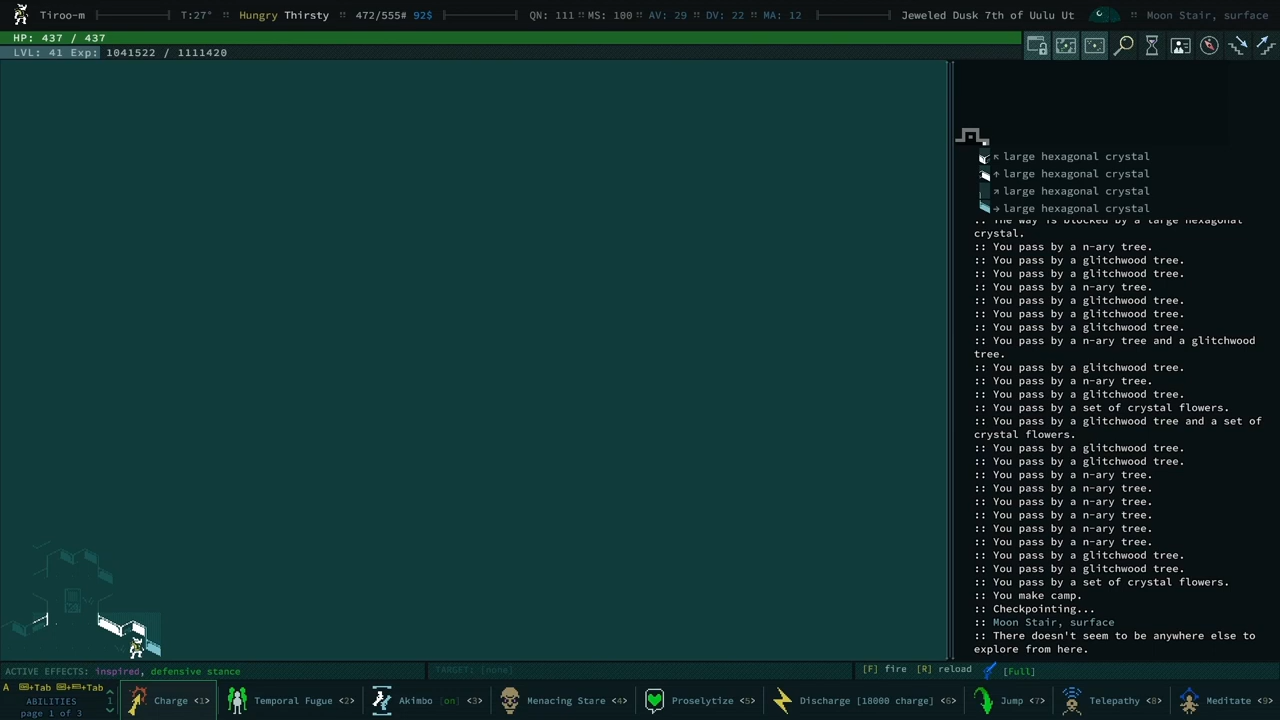 Tiroo-m T:27° Hungry Thirsty 472/555# 92$ QN: 111 MS: 100 AV: 29 DV: 22 MA: 12 Jeweled Dusk 7th of Uulu Ut Moon Stair, surface
HP: 437 / 437
LVL: 41 Exp: 1041522 / 1111420
large hexagonal crystal
large hexagonal crystal
large hexagonal crystal
large hexagonal crystal
:: The way is blocked by a large hexagonal
crystal.
:: You pass by a n-ary tree.
:: You pass by a glitchwood tree.
:: You pass by a glitchwood tree.
:: You pass by a n-ary tree.
:: You pass by a glitchwood tree.
:: You pass by a glitchwood tree.
:: You pass by a glitchwood tree.
:: You pass by a n-ary tree and a glitchwood
tree.
:: You pass by a glitchwood tree.
:: You pass by a n-ary tree.
:: You pass by a glitchwood tree.
:: You pass by a set of crystal flowers.
:: You pass by a glitchwood tree and a set of
crystal flowers.
:: You pass by a glitchwood tree.
:: You pass by a glitchwood tree.
:: You pass by a n-ary tree.
:: You pass by a n-ary tree.
:: You pass by a n-ary tree.
:: You pass by a n-ary tree.
:: You pass by a n-ary tree.
:: You pass by a n-ary tree.
:: You pass by a glitchwood tree.
:: You pass by a glitchwood tree.
:: You pass by a set of crystal flowers.
:: You make camp.
:: Checkpointing...
:: Moon Stair, surface
:: There doesn't seem to be anywhere else to
explore from here.
ACTIVE EFFECTS: inspired, defensive stance TARGET: [none] [F] fire [R] reload [Full]
A +Tab +Tab
ABILITIES 1
page 1 of 3
Charge <1> Temporal Fugue <2> Akimbo [on] <3> Menacing Stare <4> Proselytize <5> Discharge [18000 charge] <6> Jump <7> Telepathy <8> Meditate <9>